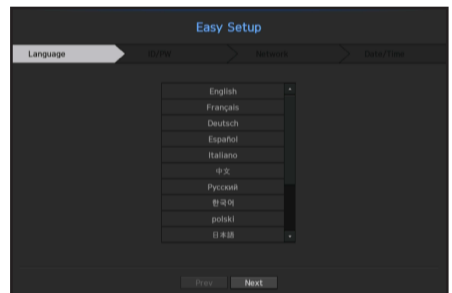 Easy Setup
Language ID/PW Network Date/Time
English
Français
Deutsch
Español
Italiano
中文
Русский
한국어
polski
日本語
Prev Next